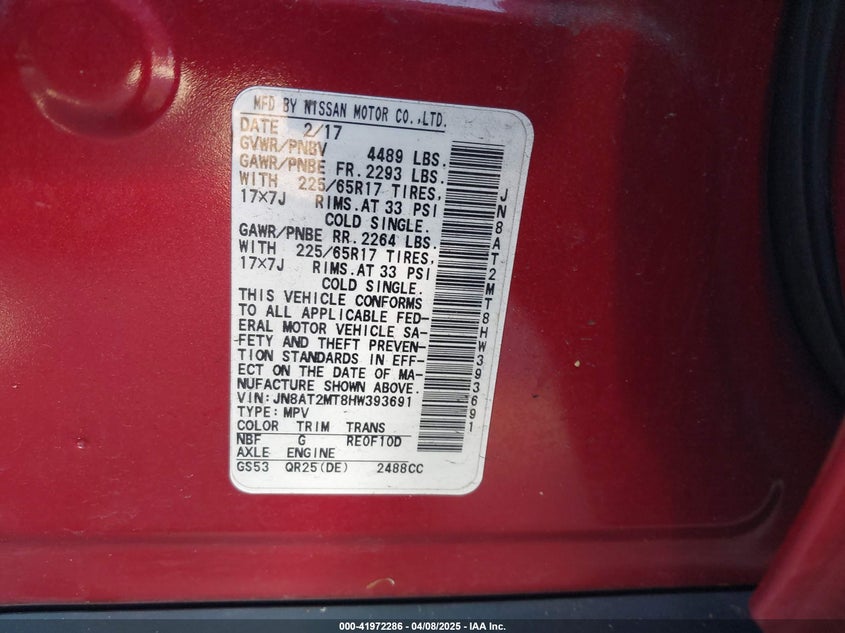 MFD BY NISSAN MOTOR CO.,LTD.
DATE 2/17
GVWR/PNBV 4489 LBS.
GAWR/PNBE FR. 2293 LBS.
WITH 225/65R17 TIRES,
17×7J RIMS.AT 33 PSI
COLD SINGLE.
GAWR/PNBE RR. 2264 LBS.
WITH 225/65R17 TIRES,
17×7J RIMS.AT 33 PSI
COLD SINGLE.
THIS VEHICLE CONFORMS
TO ALL APPLICABLE FED-
ERAL MOTOR VEHICLE SA-
FETY AND THEFT PREVEN-
TION STANDARDS IN EFF-
ECT ON THE DATE OF MA-
NUFACTURE SHOWN ABOVE.
VIN:JN8AT2MT8HW393691
TYPE:MPV
COLOR TRIM TRANS
NBF G RE0F10D
AXLE ENGINE
GS53 QR25(DE) 2488CC
JN8AT2MT8HW393691
000-41972286 - 04/08/2025 - IAA Inc.